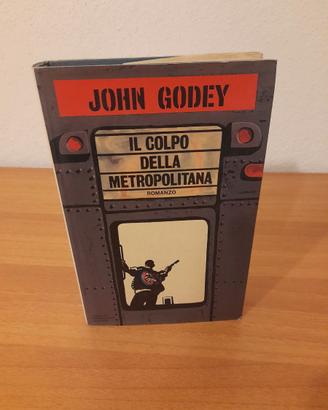 JOHN GODEY
IL COLPO
DELLA
METROPOLITANA
ROMANZO